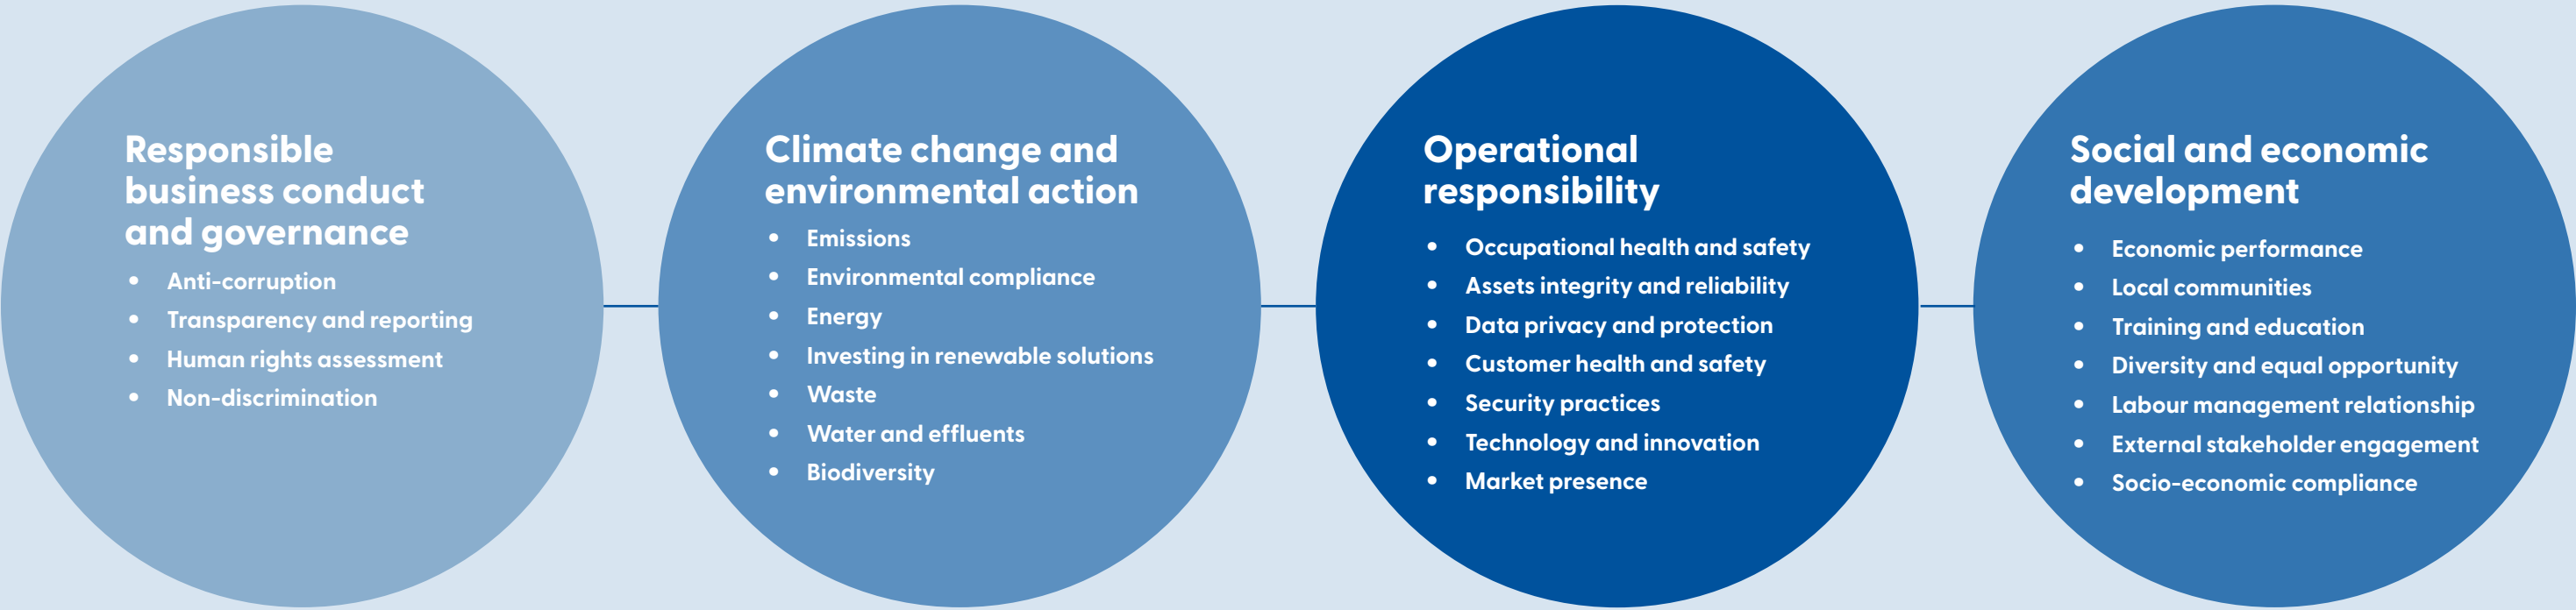 Responsible
business conduct
and governance
• Anti-corruption
• Transparency and reporting
• Human rights assessment
• Non-discrimination
Climate change and
environmental action
• Emissions
• Environmental compliance
• Energy
• Investing in renewable solutions
• Waste
• Water and effluents
• Biodiversity
Operational
responsibility
• Occupational health and safety
• Assets integrity and reliability
• Data privacy and protection
• Customer health and safety
• Security practices
• Technology and innovation
• Market presence
Social and economic
development
• Economic performance
• Local communities
• Training and education
• Diversity and equal opportunity
• Labour management relationship
• External stakeholder engagement
• Socio-economic compliance